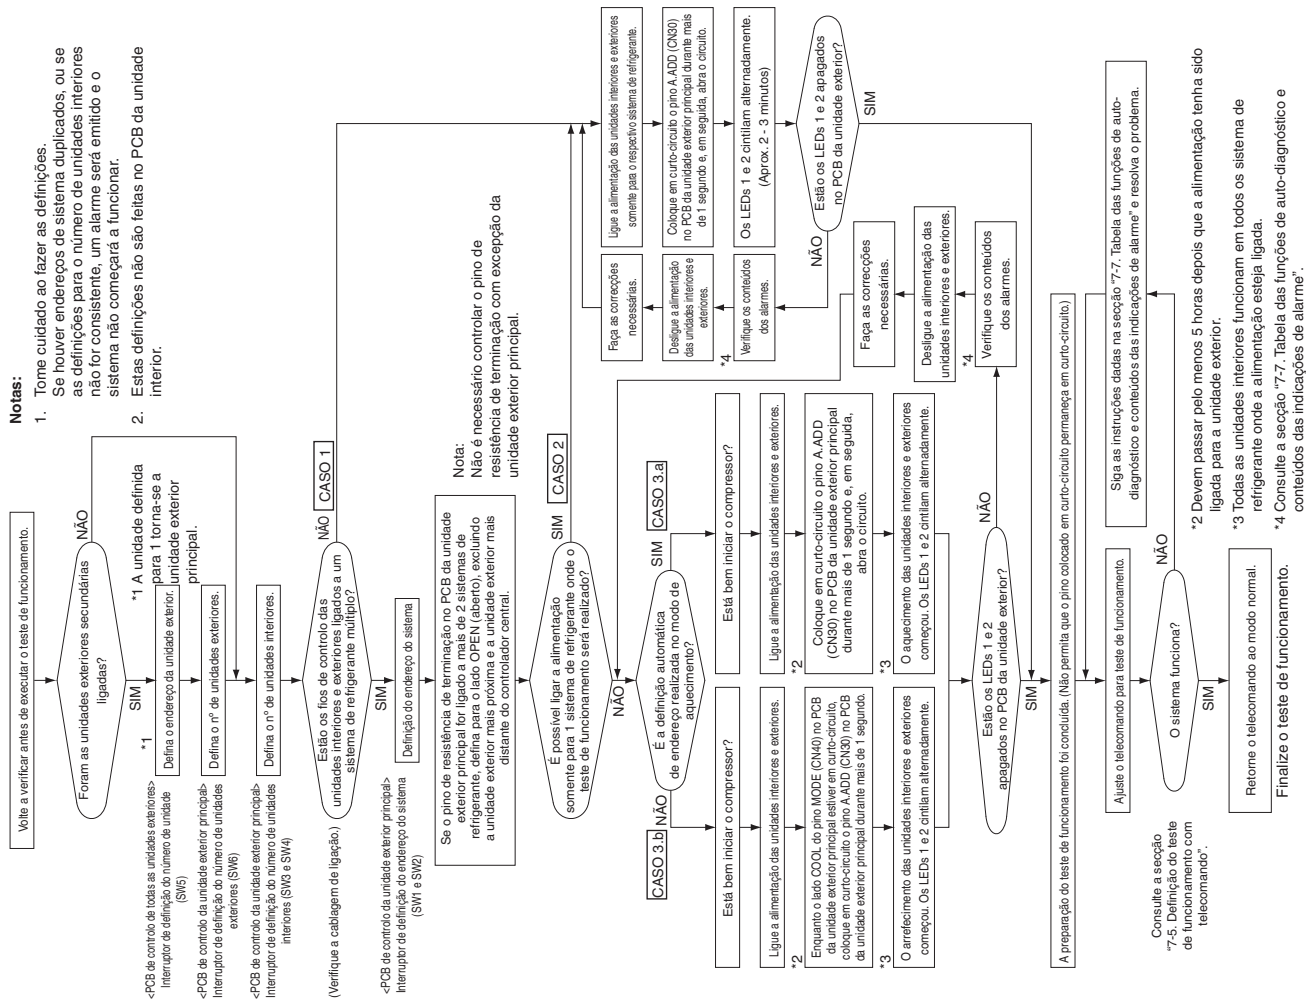 Volte a verificar antes de executar o teste de funcionamento.
Foram as unidades exteriores secundárias
ligadas?
NÃO
SIM
*1
*1 A unidade definida
para 1 torna-se a
unidade exterior
principal.
<PCB de controlo de todas as unidades exteriores>
Interruptor de definição do número de unidade
(SW5)
Defina o endereço da unidade exterior.
<PCB de controlo da unidade exterior principal>
Interruptor de definição do número de unidades
exteriores (SW6)
Defina o nº de unidades exteriores.
<PCB de controlo da unidade exterior principal>
Interruptor de definição do número de unidades
interiores (SW3 e SW4)
Defina o nº de unidades interiores.
Notas:
1. Tome cuidado ao fazer as definições.
Se houver endereços de sistema duplicados, ou se
as definições para o número de unidades interiores
não for consistente, um alarme será emitido e o
sistema não começará a funcionar.
2. Estas definições não são feitas no PCB da unidade
interior.
(Verifique a cablagem de ligação.)
Estão os fios de controlo das
unidades interiores e exteriores ligados a um
sistema de refrigerante múltiplo?
NÃO
CASO 1
SIM
<PCB de controlo da unidade exterior principal>
Interruptor de definição do endereço do sistema
(SW1 e SW2)
Definição do endereço do sistema
Se o pino de resistência de terminação no PCB da unidade
exterior principal for ligado a mais de 2 sistemas de
refrigerante, defina para o lado OPEN (aberto), excluindo
a unidade exterior mais próxima e a unidade exterior mais
distante do controlador central.
Nota:
Não é necessário controlar o pino de
resistência de terminação com excepção da
unidade exterior principal.
É possível ligar a alimentação
somente para 1 sistema de refrigerante onde o
teste de funcionamento será realizado?
SIM
CASO 2
NÃO
É a definição automática
de endereço realizada no modo de
aquecimento?
SIM
CASO 3.a
NÃO
CASO 3.b
Está bem iniciar o compressor?
Ligue a alimentação das unidades interiores e exteriores.
*2
Enquanto o lado COOL do pino MODE (CN40) no PCB
da unidade exterior principal estiver em curto-circuito,
coloque em curto-circuito o pino A.ADD (CN30) no PCB
da unidade exterior principal durante mais de 1 segundo.
*3
O arrefecimento das unidades interiores e exteriores
começou. Os LEDs 1 e 2 cintilam alternadamente.
Está bem iniciar o compressor?
Ligue a alimentação das unidades interiores e exteriores.
*2
Coloque em curto-circuito o pino A.ADD
(CN30) no PCB da unidade exterior principal
durante mais de 1 segundo e, em seguida,
abra o circuito.
*3
O aquecimento das unidades interiores e exteriores
começou. Os LEDs 1 e 2 cintilam alternadamente.
Faça as correcções
necessárias.
Desligue a alimentação
das unidades interiores e
exteriores.
*4
Verifique os conteúdos
dos alarmes.
Ligue a alimentação das unidades interiores e exteriores
somente para o respectivo sistema de refrigerante.
Coloque em curto-circuito o pino A.ADD (CN30)
no PCB da unidade exterior principal durante mais
de 1 segundo e, em seguida, abra o circuito.
Os LEDs 1 e 2 cintilam alternadamente.
(Aprox. 2 - 3 minutos)
Estão os LEDs 1 e 2 apagados
no PCB da unidade exterior?
NÃO
SIM
Faça as correcções
necessárias.
Desligue a alimentação das
unidades interiores e exteriores.
*4
Verifique os conteúdos
dos alarmes.
Estão os LEDs 1 e 2
apagados no PCB da unidade exterior?
NÃO
SIM
A preparação do teste de funcionamento foi concluída. (Não permita que o pino colocado em curto-circuito permaneça em curto-circuito.)
Ajuste o telecomando para teste de funcionamento.
Siga as instruções dadas na secção “7-7. Tabela das funções de auto-
diagnóstico e conteúdos das indicações de alarme” e resolva o problema.
Consulte a secção
“7-5. Definição do teste
de funcionamento com
telecomando”.
O sistema funciona?
NÃO
SIM
Retorne o telecomando ao modo normal.
Finalize o teste de funcionamento.
*2 Devem passar pelo menos 5 horas depois que a alimentação tenha sido
ligada para a unidade exterior.
*3 Todas as unidades interiores funcionam em todos os sistema de
refrigerante onde a alimentação esteja ligada.
*4 Consulte a secção “7-7. Tabela das funções de auto-diagnóstico e
conteúdos das indicações de alarme”.